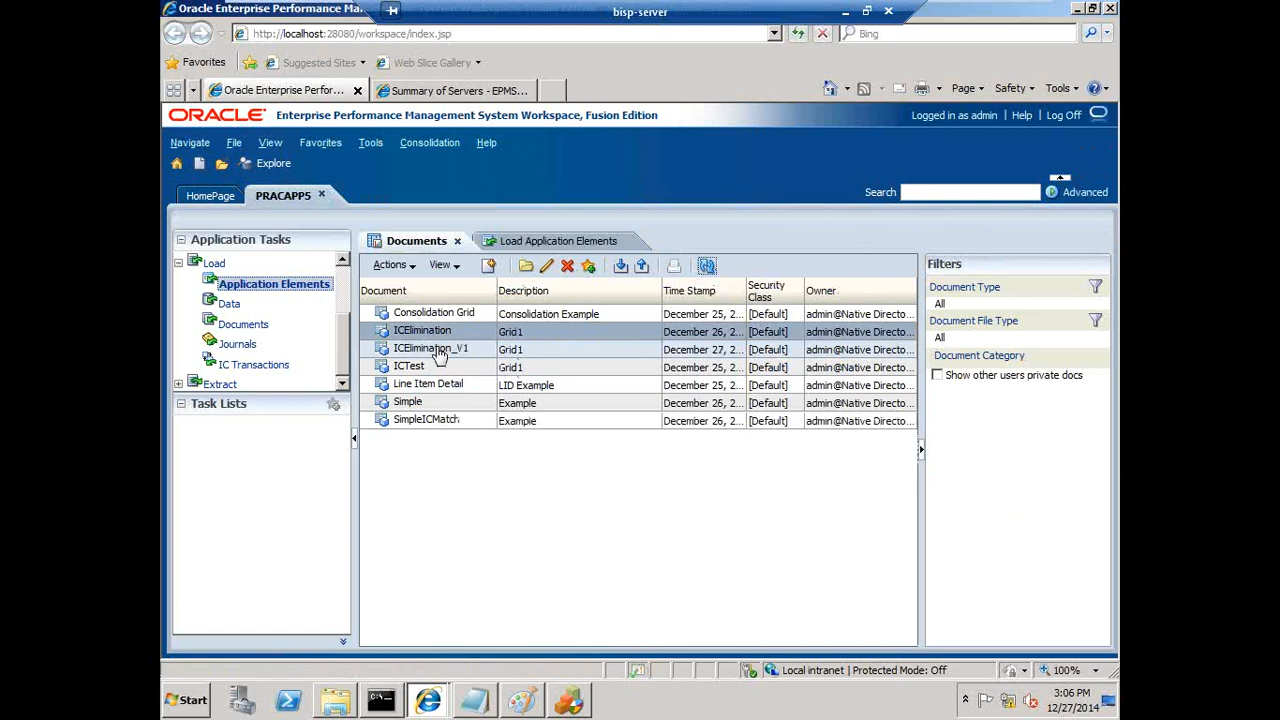 Oracle Enterprise Performance Ma
bisp-server
http://localhost:28080/workspace/index.jsp
Bing
Favorites
Suggested Sites
Web Slice Gallery
Oracle Enterprise Perfor...
Summary of Servers - EPMS...
Page
Safety
Tools
ORACLE
Enterprise Performance Management System Workspace, Fusion Edition
Logged in as admin
Help
Log Off
Navigate
File
View
Favorites
Tools
Consolidation
Help
Explore
HomePage
PRACAPP5
Search
Advanced
Application Tasks
Load
Application Elements
Data
Documents
Journals
IC Transactions
Extract
Task Lists
Documents
Load Application Elements
Actions
View
Document Description Time Stamp Security Class Owner
Consolidation Grid Consolidation Example December 25, 2... [Default] admin@Native Directo...
ICElimination Grid1 December 26, 2... [Default] admin@Native Directo...
ICElimination_V1 Grid1 December 27, 2... [Default] admin@Native Directo...
ICTest Grid1 December 26, 2... [Default] admin@Native Directo...
Line Item Detail LID Example December 25, 2... [Default] admin@Native Directo...
Simple Example December 26, 2... [Default] admin@Native Directo...
SimpleICMatch Example December 26, 2... [Default] admin@Native Directo...
Filters
Document Type
All
Document File Type
All
Document Category
Show other users private docs
Local intranet | Protected Mode: Off
100%
Start
3:06 PM
12/27/2014